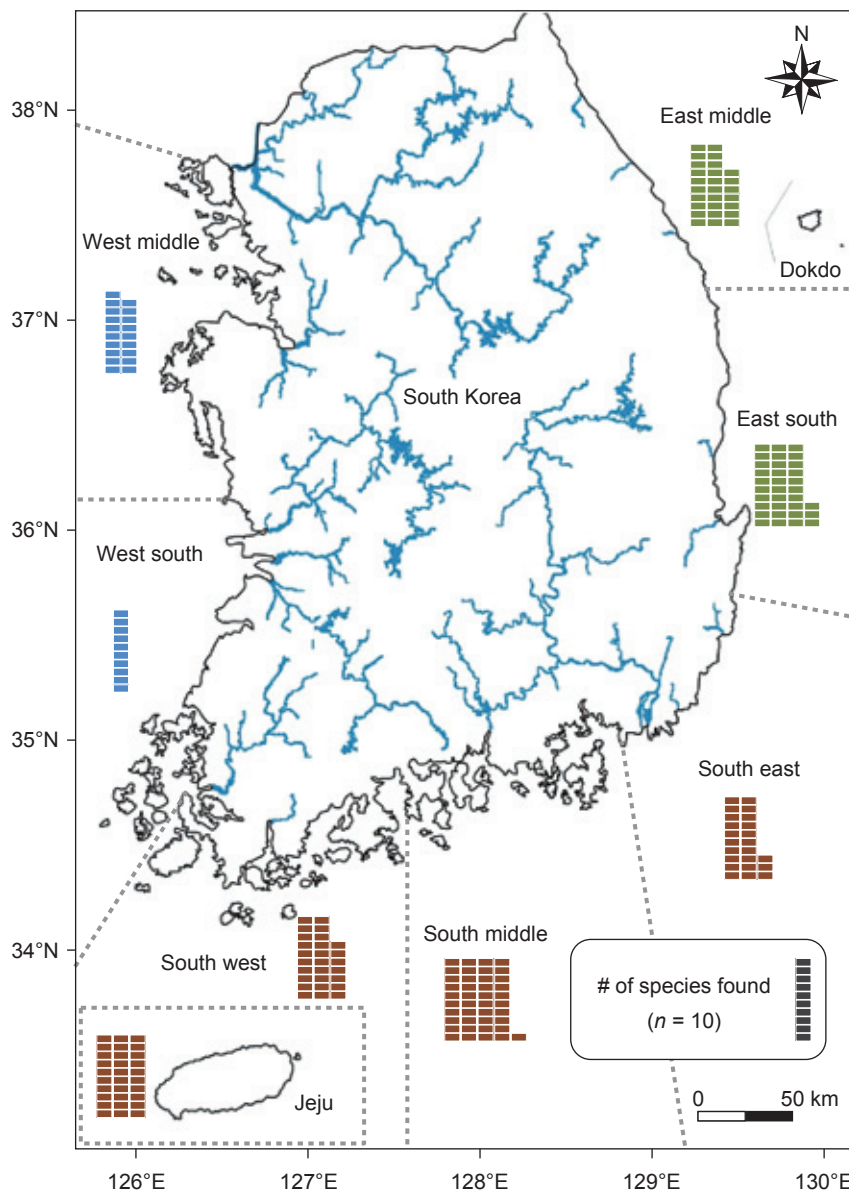 N
38°N
East middle
West middle
Dokdo
37°N
South Korea
East south
36°N
West south
35°N
South east
34°N
South west
South middle
# of species found
(n = 10)
Jeju
0 50 km
126°E 127°E 128°E 129°E 130°E